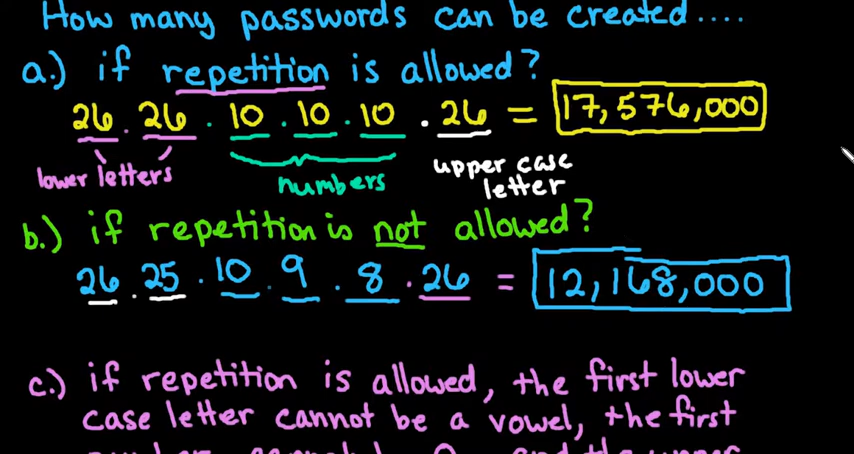 How many passwords can be created....
a.) if repetition is allowed?
26 . 26 . 10 . 10 . 10 . 26 = 17,576,000
lower letters numbers upper case letter
b.) if repetition is not allowed?
26 . 25 . 10 . 9 . 8 . 26 = 12,168,000
c.) if repetition is allowed, the first lower
case letter cannot be a vowel, the first